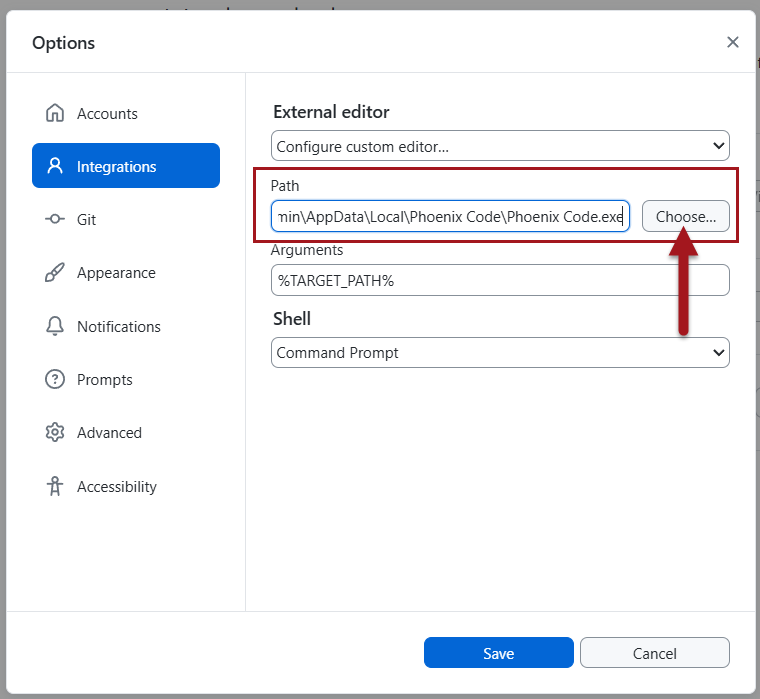 Options
Accounts
Integrations
Git
Appearance
Notifications
Prompts
Advanced
Accessibility
External editor
Configure custom editor...
Path
min\AppData\Local\Phoenix Code\Phoenix Code.exe
Choose...
Arguments
%TARGET_PATH%
Shell
Command Prompt
Save
Cancel